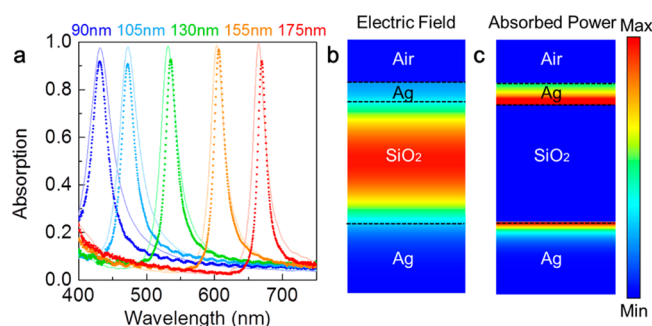 90nm 105nm 130nm 155nm 175nm
a
1.0
0.8
0.6
0.4
0.2
0.0
Absorption
400 500 600 700
Wavelength (nm)
Electric Field
b
Air
Ag
SiO₂
Ag
Absorbed Power
c
Air
Ag
SiO₂
Ag
Max
Min